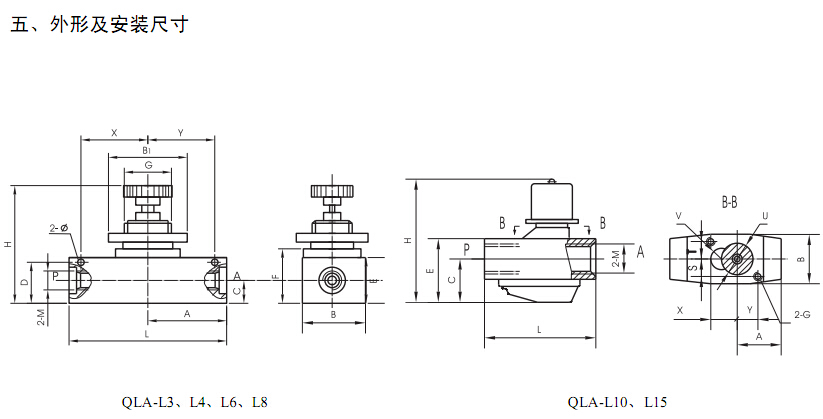 五、外形及安装尺寸
X
Y
B1
G
H
2-Ø
D
P
2-M
A
C
A
L
F
E
B
H
B
B
P
E
C
2-M
A
L
B-B
V
U
T
S
B
X
Y
2-G
A
QLA-L3、L4、L6、L8
QLA-L10、L15